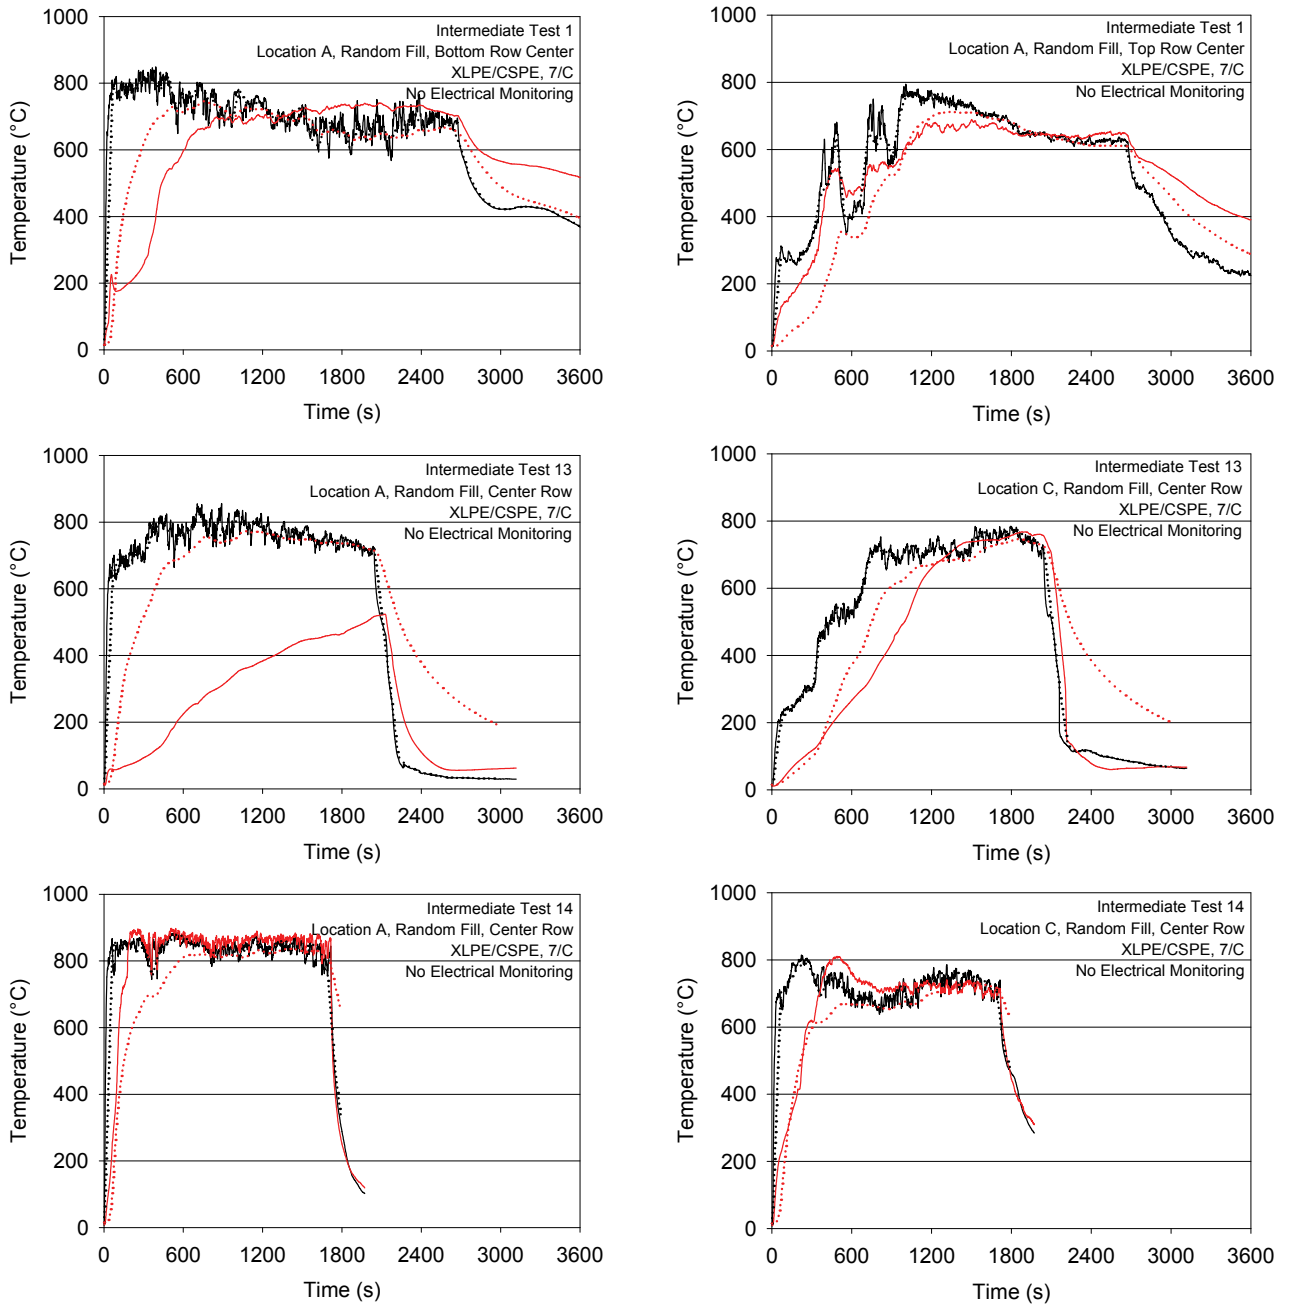 Intermediate Test 1
Location A, Random Fill, Bottom Row Center
XLPE/CSPE, 7/C
No Electrical Monitoring
1000
800
600
400
200
0
Temperature (°C)
0 600 1200 1800 2400 3000 3600
Time (s)
Intermediate Test 1
Location A, Random Fill, Top Row Center
XLPE/CSPE, 7/C
No Electrical Monitoring
1000
800
600
400
200
0
Temperature (°C)
0 600 1200 1800 2400 3000 3600
Time (s)
Intermediate Test 13
Location A, Random Fill, Center Row
XLPE/CSPE, 7/C
No Electrical Monitoring
1000
800
600
400
200
0
Temperature (°C)
0 600 1200 1800 2400 3000 3600
Time (s)
Intermediate Test 13
Location C, Random Fill, Center Row
XLPE/CSPE, 7/C
No Electrical Monitoring
1000
800
600
400
200
0
Temperature (°C)
0 600 1200 1800 2400 3000 3600
Time (s)
Intermediate Test 14
Location A, Random Fill, Center Row
XLPE/CSPE, 7/C
No Electrical Monitoring
1000
800
600
400
200
0
Temperature (°C)
0 600 1200 1800 2400 3000 3600
Time (s)
Intermediate Test 14
Location C, Random Fill, Center Row
XLPE/CSPE, 7/C
No Electrical Monitoring
1000
800
600
400
200
0
Temperature (°C)
0 600 1200 1800 2400 3000 3600
Time (s)